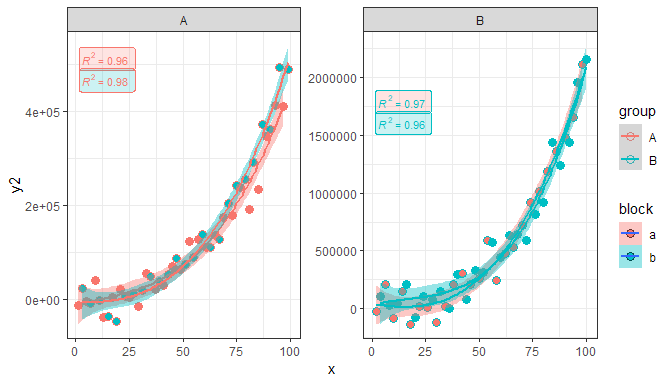 A
B
R² = 0.96
R² = 0.98
R² = 0.97
R² = 0.96
y2
4e+05
2e+05
0e+00
2000000
1500000
1000000
500000
0
0 25 50 75 100
0 25 50 75 100
x
group
A
B
block
a
b